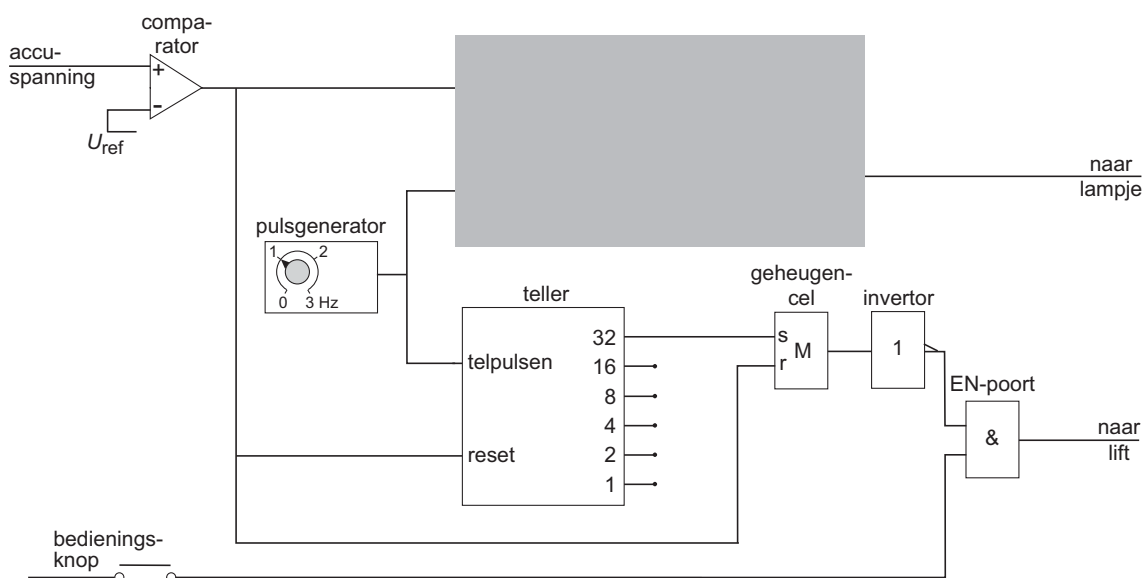 compa-
rator
accu-
spanning
+
-
Uref
naar
lampje
pulsgenerator
1
2
0
3 Hz
geheugen-
cel
invertor
teller
32
telpulsen
16
8
4
reset
2
1
s
M
r
1
EN-poort
&
naar
lift
bedienings-
knop